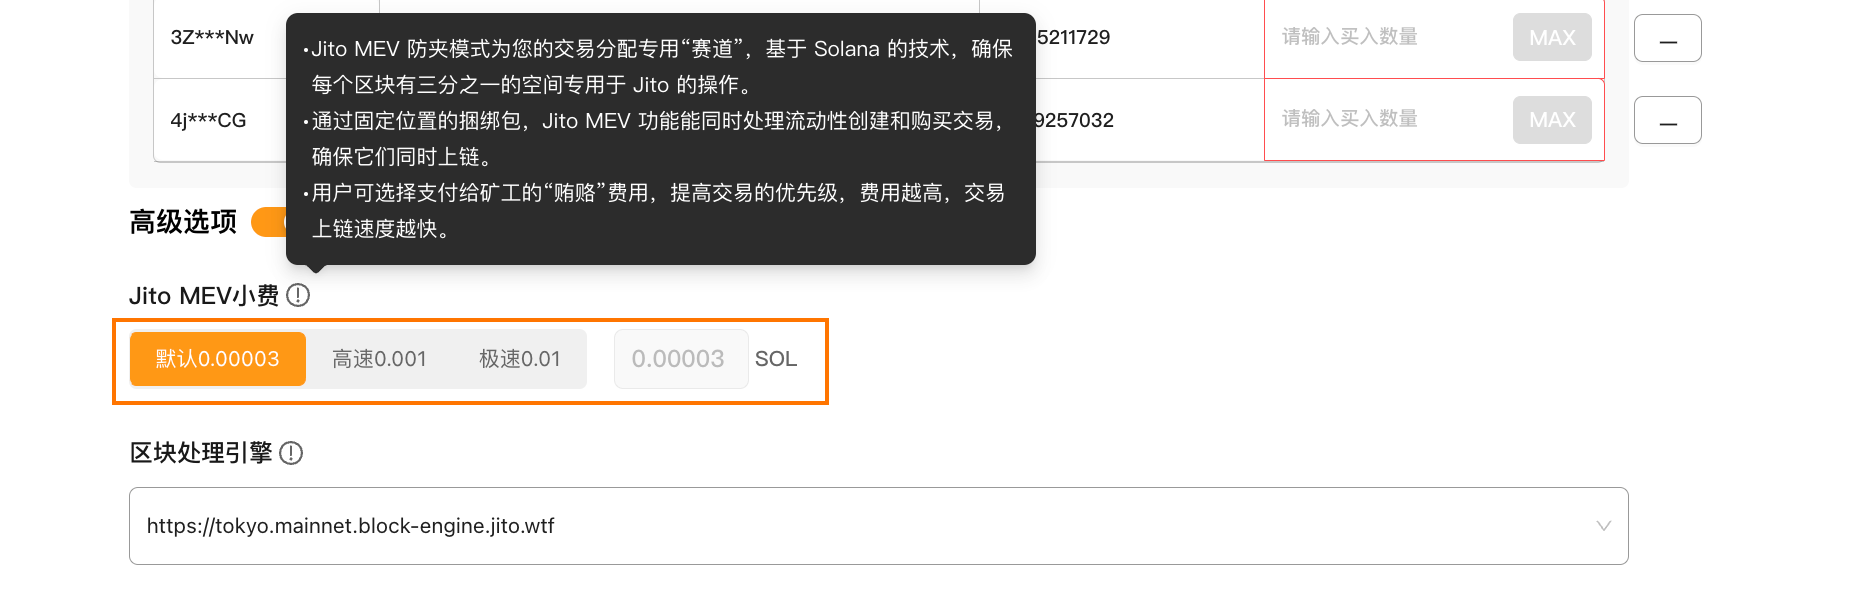 3Z***Nw
5211729
请输入买入数量
MAX
4j***CG
9257032
请输入买入数量
MAX
•Jito MEV 防夹模式为您的交易分配专用“赛道”，基于 Solana 的技术，确保
每个区块有三分之一的空间专用于 Jito 的操作。
•通过固定位置的捆绑包，Jito MEV 功能能同时处理流动性创建和购买交易，
确保它们同时上链。
•用户可选择支付给矿工的“贿赂”费用，提高交易的优先级，费用越高，交易
上链速度越快。
高级选项
Jito MEV小费
默认0.00003
高速0.001
极速0.01
0.00003
SOL
区块处理引擎
https://tokyo.mainnet.block-engine.jito.wtf